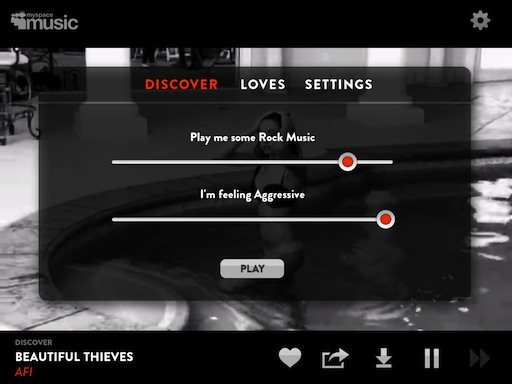 myspace
music
DISCOVER LOVES SETTINGS
Play me some Rock Music
I'm feeling Aggressive
PLAY
DISCOVER
BEAUTIFUL THIEVES
AFI